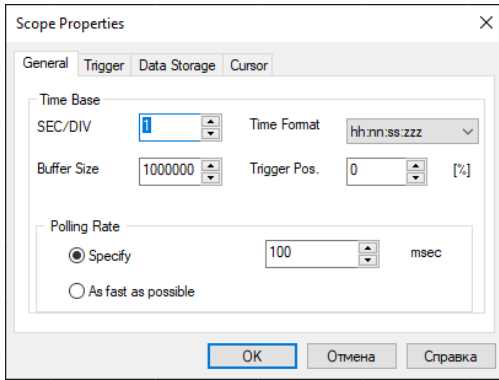 Scope Properties
General Trigger Data Storage Cursor
Time Base
SEC/DIV 1 Time Format hh:nn:ss:zzz
Buffer Size 1000000 Trigger Pos. 0 [%]
Polling Rate
Specify 100 msec
As fast as possible
OK Отмена Справка